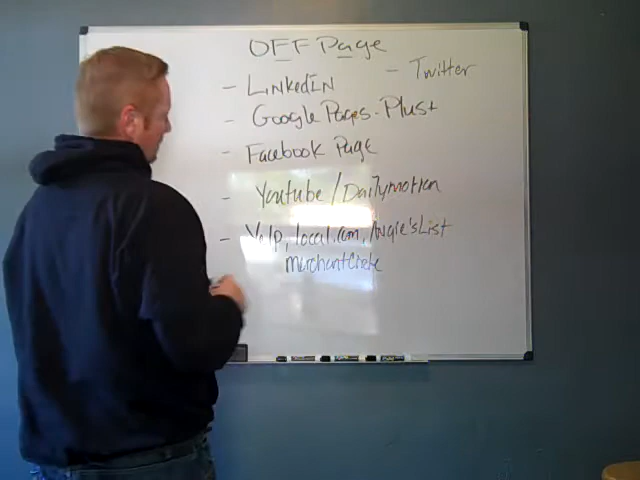 OFF Page
- LinkedIN
- Twitter
- Google Pages - Plus+
- Facebook Page
- Youtube/Dailymotion
- Yelp, local.com, Angie's List
MerchantCircle